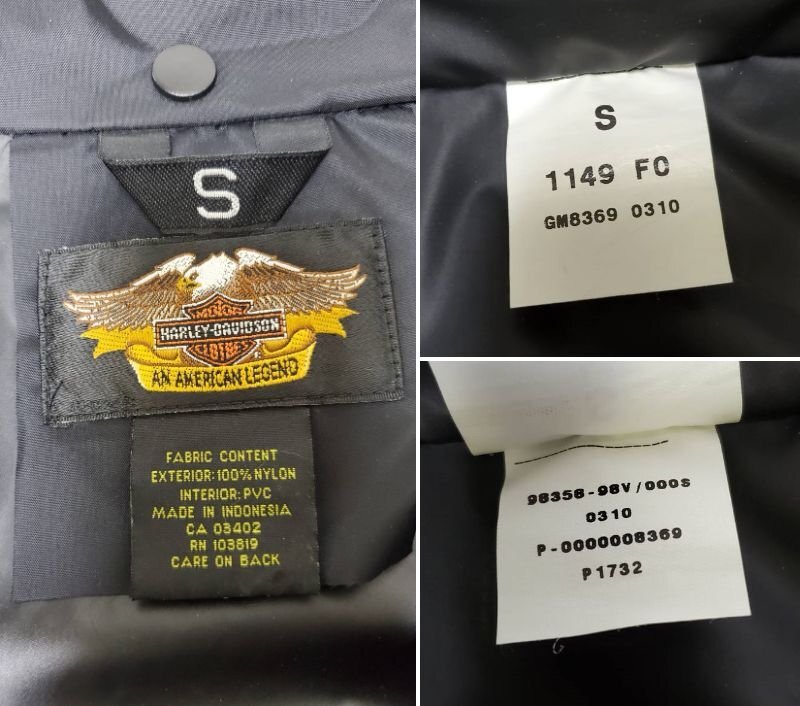 S
MOTOR
HARLEY-DAVIDSON
CLOTHES
AN AMERICAN LEGEND
FABRIC CONTENT
EXTERIOR:100% NYLON
INTERIOR: PVC
MADE IN INDONESIA
CA 03402
RN 103819
CARE ON BACK
S
1149 FC
GM8369 0310
98358-98V/000S
0310
P-0000008369
P1732